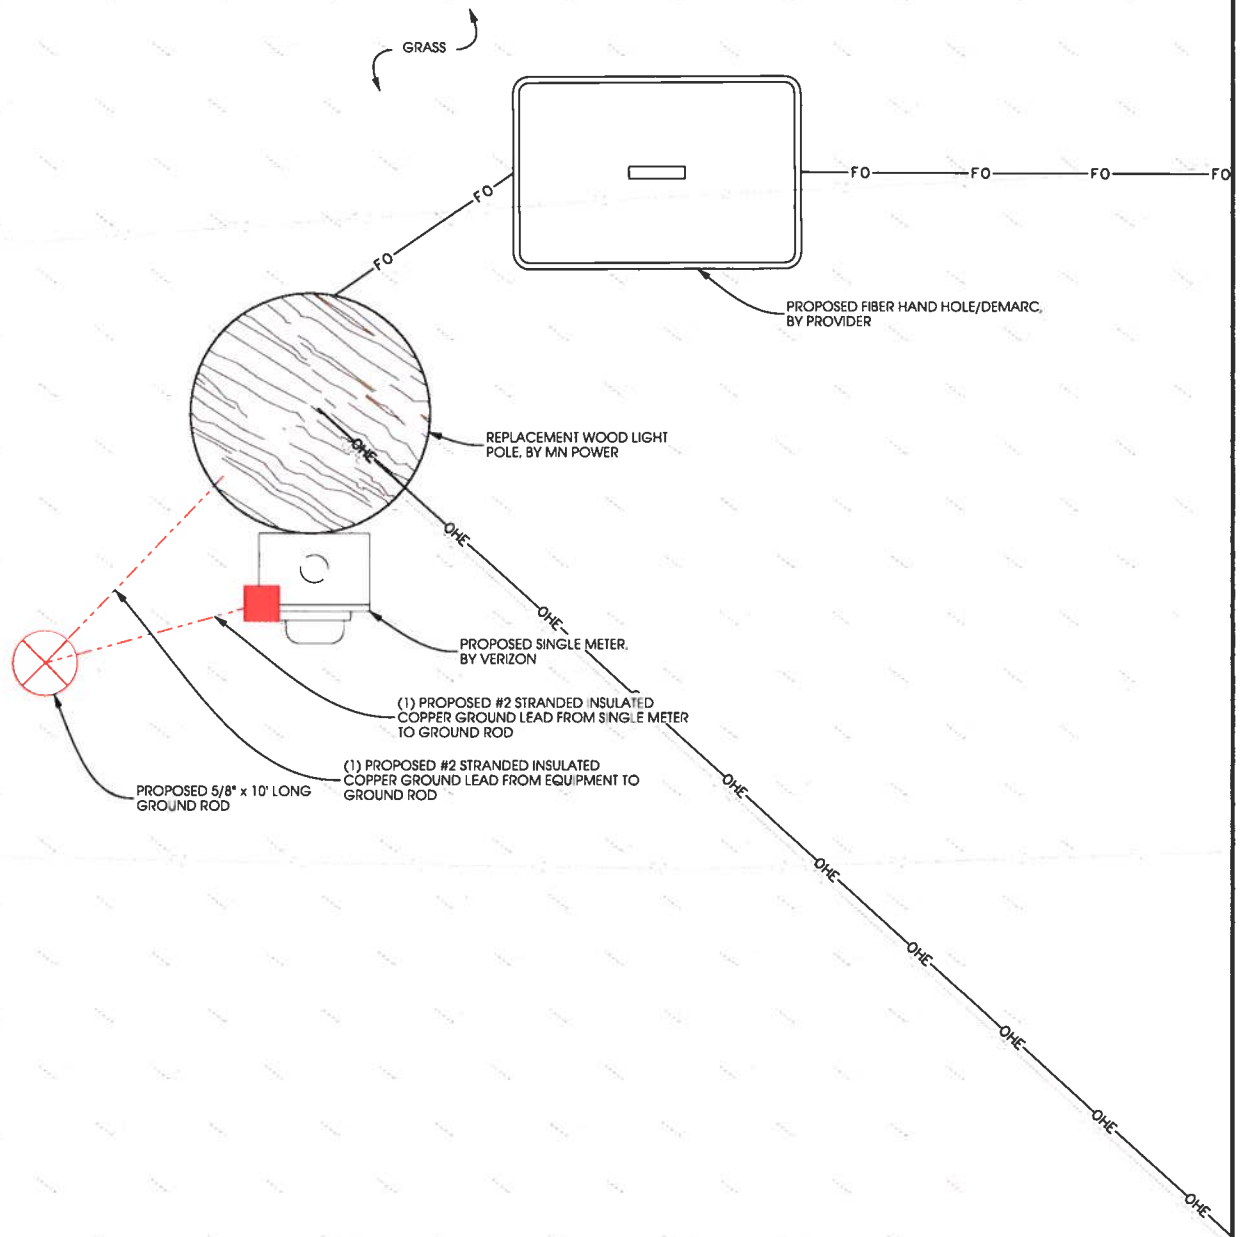 GRASS
FO
FO
FO
FO
FO
FO
PROPOSED FIBER HAND HOLE/DEMARC,
BY PROVIDER
REPLACEMENT WOOD LIGHT
POLE, BY MN POWER
OHE
OHE
OHE
PROPOSED SINGLE METER,
BY VERIZON
(1) PROPOSED #2 STRANDED INSULATED
COPPER GROUND LEAD FROM SINGLE METER
TO GROUND ROD
(1) PROPOSED #2 STRANDED INSULATED
COPPER GROUND LEAD FROM EQUIPMENT TO
GROUND ROD
PROPOSED 5/8" x 10' LONG
GROUND ROD
OHE
OHE
OHE
OHE
OHE
OHE